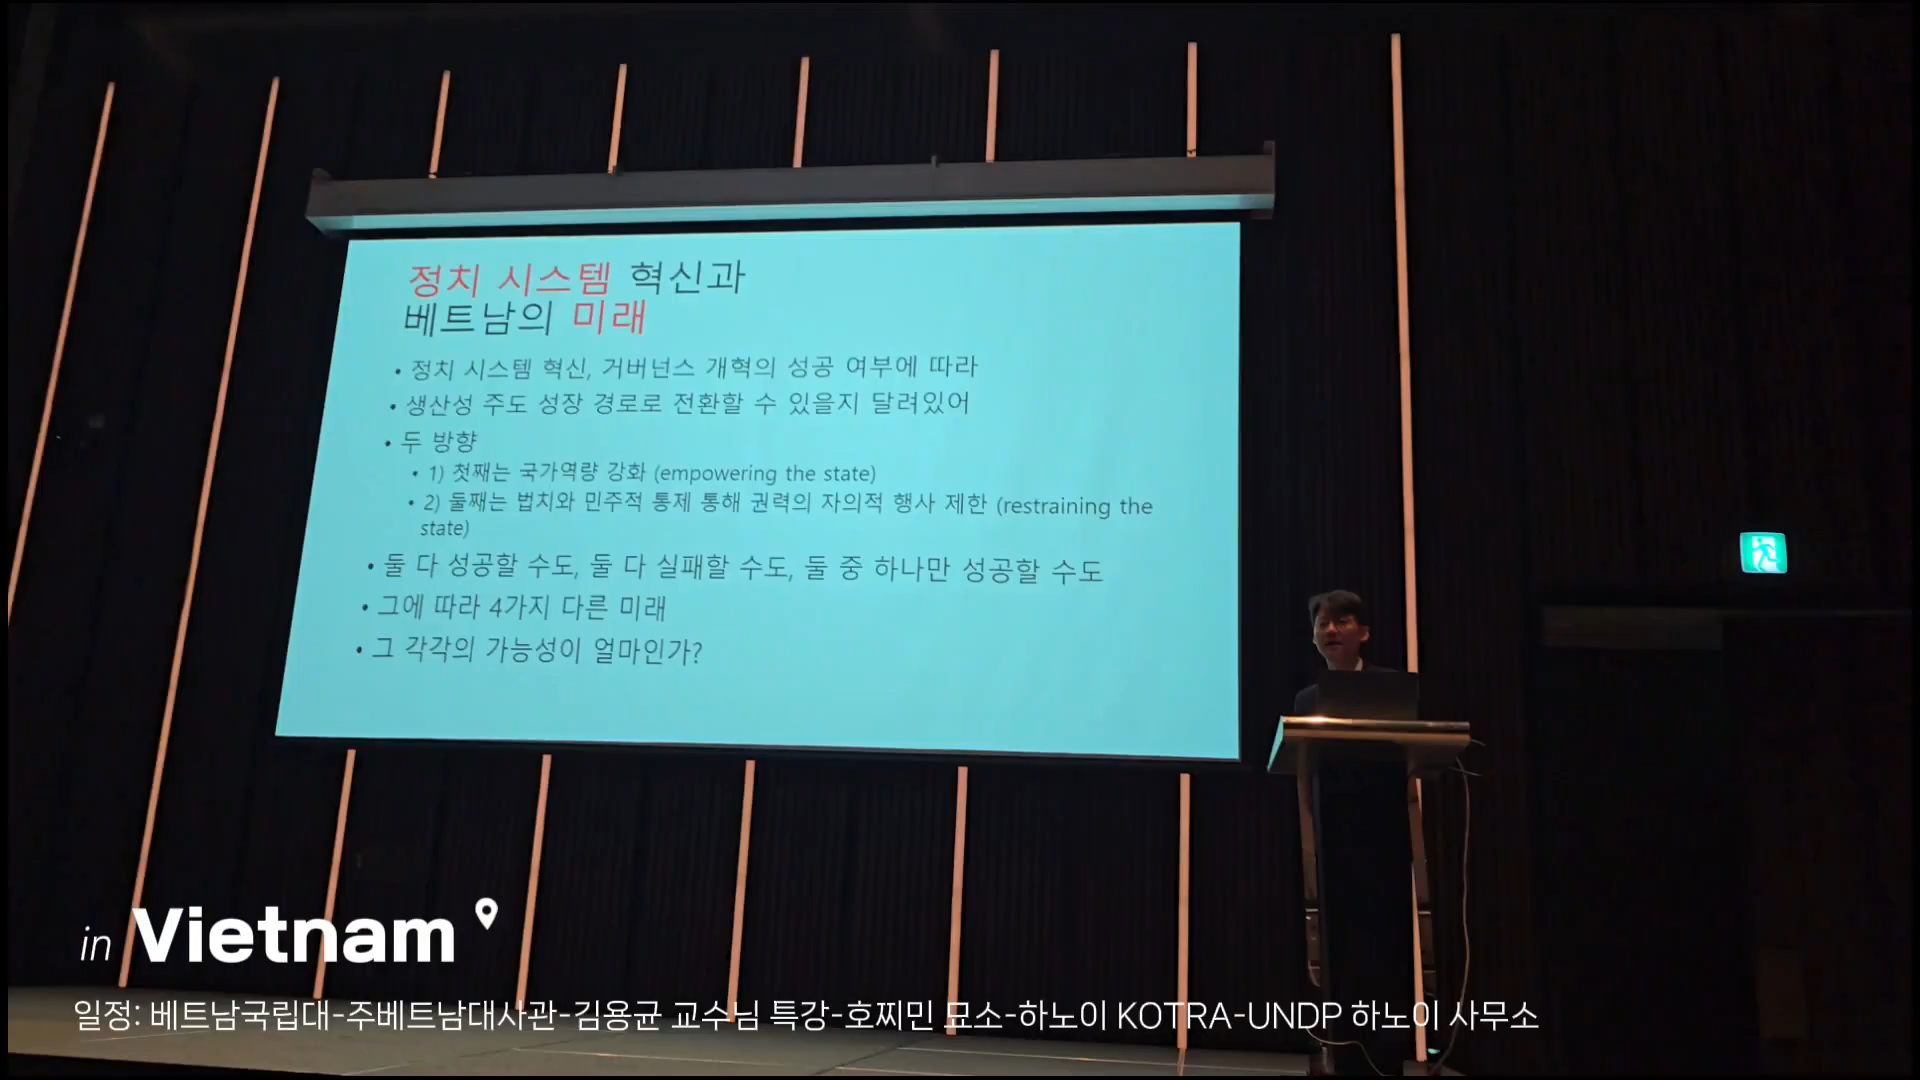 정치 시스템 혁신과
베트남의 미래
• 정치 시스템 혁신, 거버넌스 개혁의 성공 여부에 따라
• 생산성 주도 성장 경로로 전환할 수 있을지 달려있어
• 두 방향
• 1) 첫째는 국가역량 강화 (empowering the state)
• 2) 둘째는 법치와 민주적 통제 통해 권력의 자의적 행사 제한 (restraining the
state)
• 둘 다 성공할 수도, 둘 다 실패할 수도, 둘 중 하나만 성공할 수도
• 그에 따라 4가지 다른 미래
• 그 각각의 가능성이 얼마인가?
in Vietnam
일정: 베트남국립대-주베트남대사관-김용균 교수님 특강-호찌민 묘소-하노이 KOTRA-UNDP 하노이 사무소